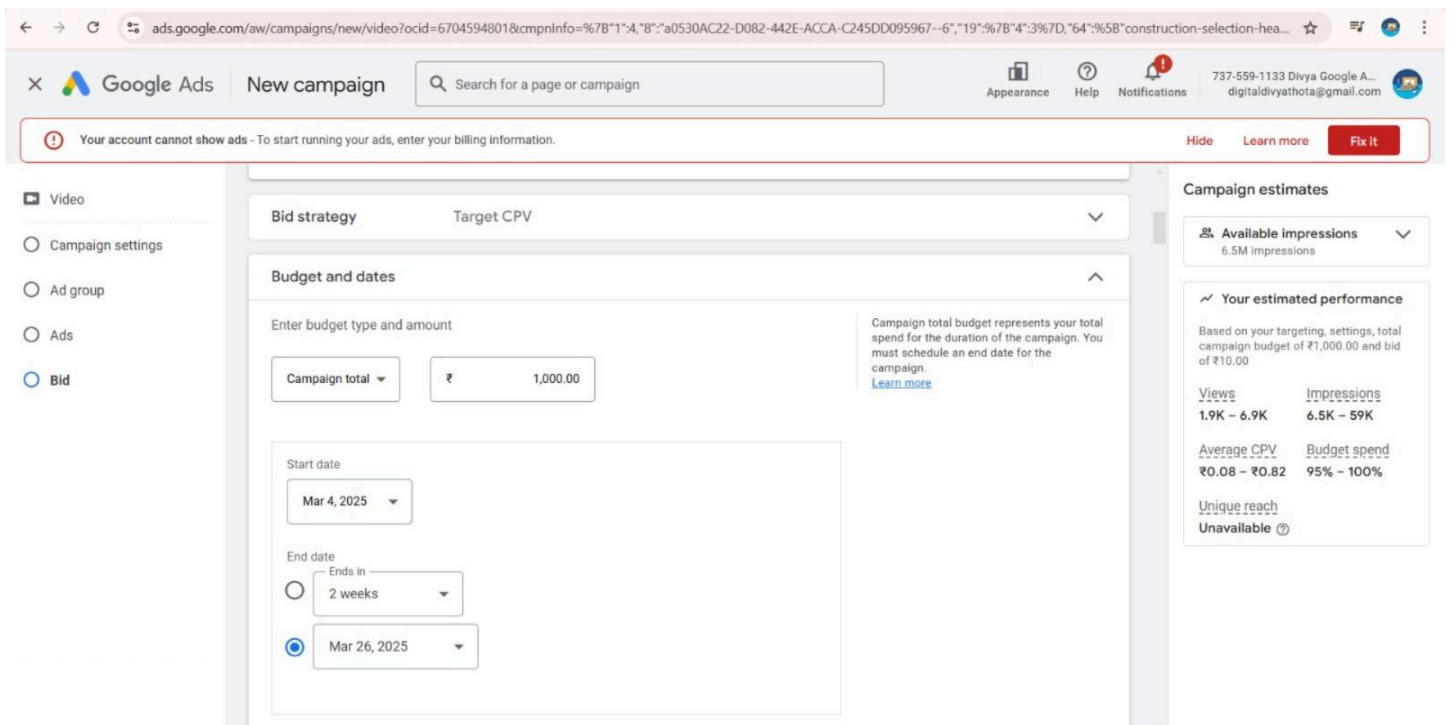 ads.google.com/aw/campaigns/new/video?ocid=6704594801&cmpnInfo=%7B"1":4,"8":"a0530AC22-D082-442E-ACCA-C245DD095967--6","19":%7B"4":3%7D,"64":%5B"construction-selection-hea...
Google Ads
New campaign
Search for a page or campaign
Appearance
Help
Notifications
737-559-1133 Divya Google A...
digitaldivyathota@gmail.com
Your account cannot show ads - To start running your ads, enter your billing information.
Hide
Learn more
Fix it
Video
Campaign settings
Ad group
Ads
Bid
Bid strategy
Target CPV
Budget and dates
Enter budget type and amount
Campaign total
₹ 1,000.00
Campaign total budget represents your total
spend for the duration of the campaign. You
must schedule an end date for the
campaign.
Learn more
Start date
Mar 4, 2025
End date
Ends in
2 weeks
Mar 26, 2025
Campaign estimates
Available impressions
6.5M impressions
Your estimated performance
Based on your targeting, settings, total
campaign budget of ₹1,000.00 and bid
of ₹10.00
Views Impressions
1.9K – 6.9K 6.5K – 59K
Average CPV Budget spend
₹0.08 – ₹0.82 95% – 100%
Unique reach
Unavailable